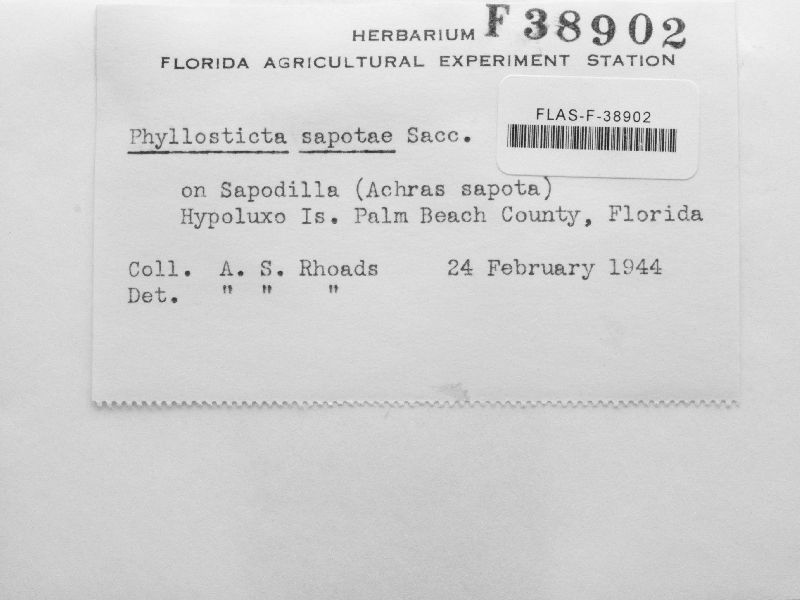 HERBARIUM F38902
FLORIDA AGRICULTURAL EXPERIMENT STATION
FLAS-F-38902
Phyllosticta sapotae Sacc.
on Sapodilla (Achras sapota)
Hypoluxo Is. Palm Beach County, Florida
Coll. A. S. Rhoads 24 February 1944
Det. " " "